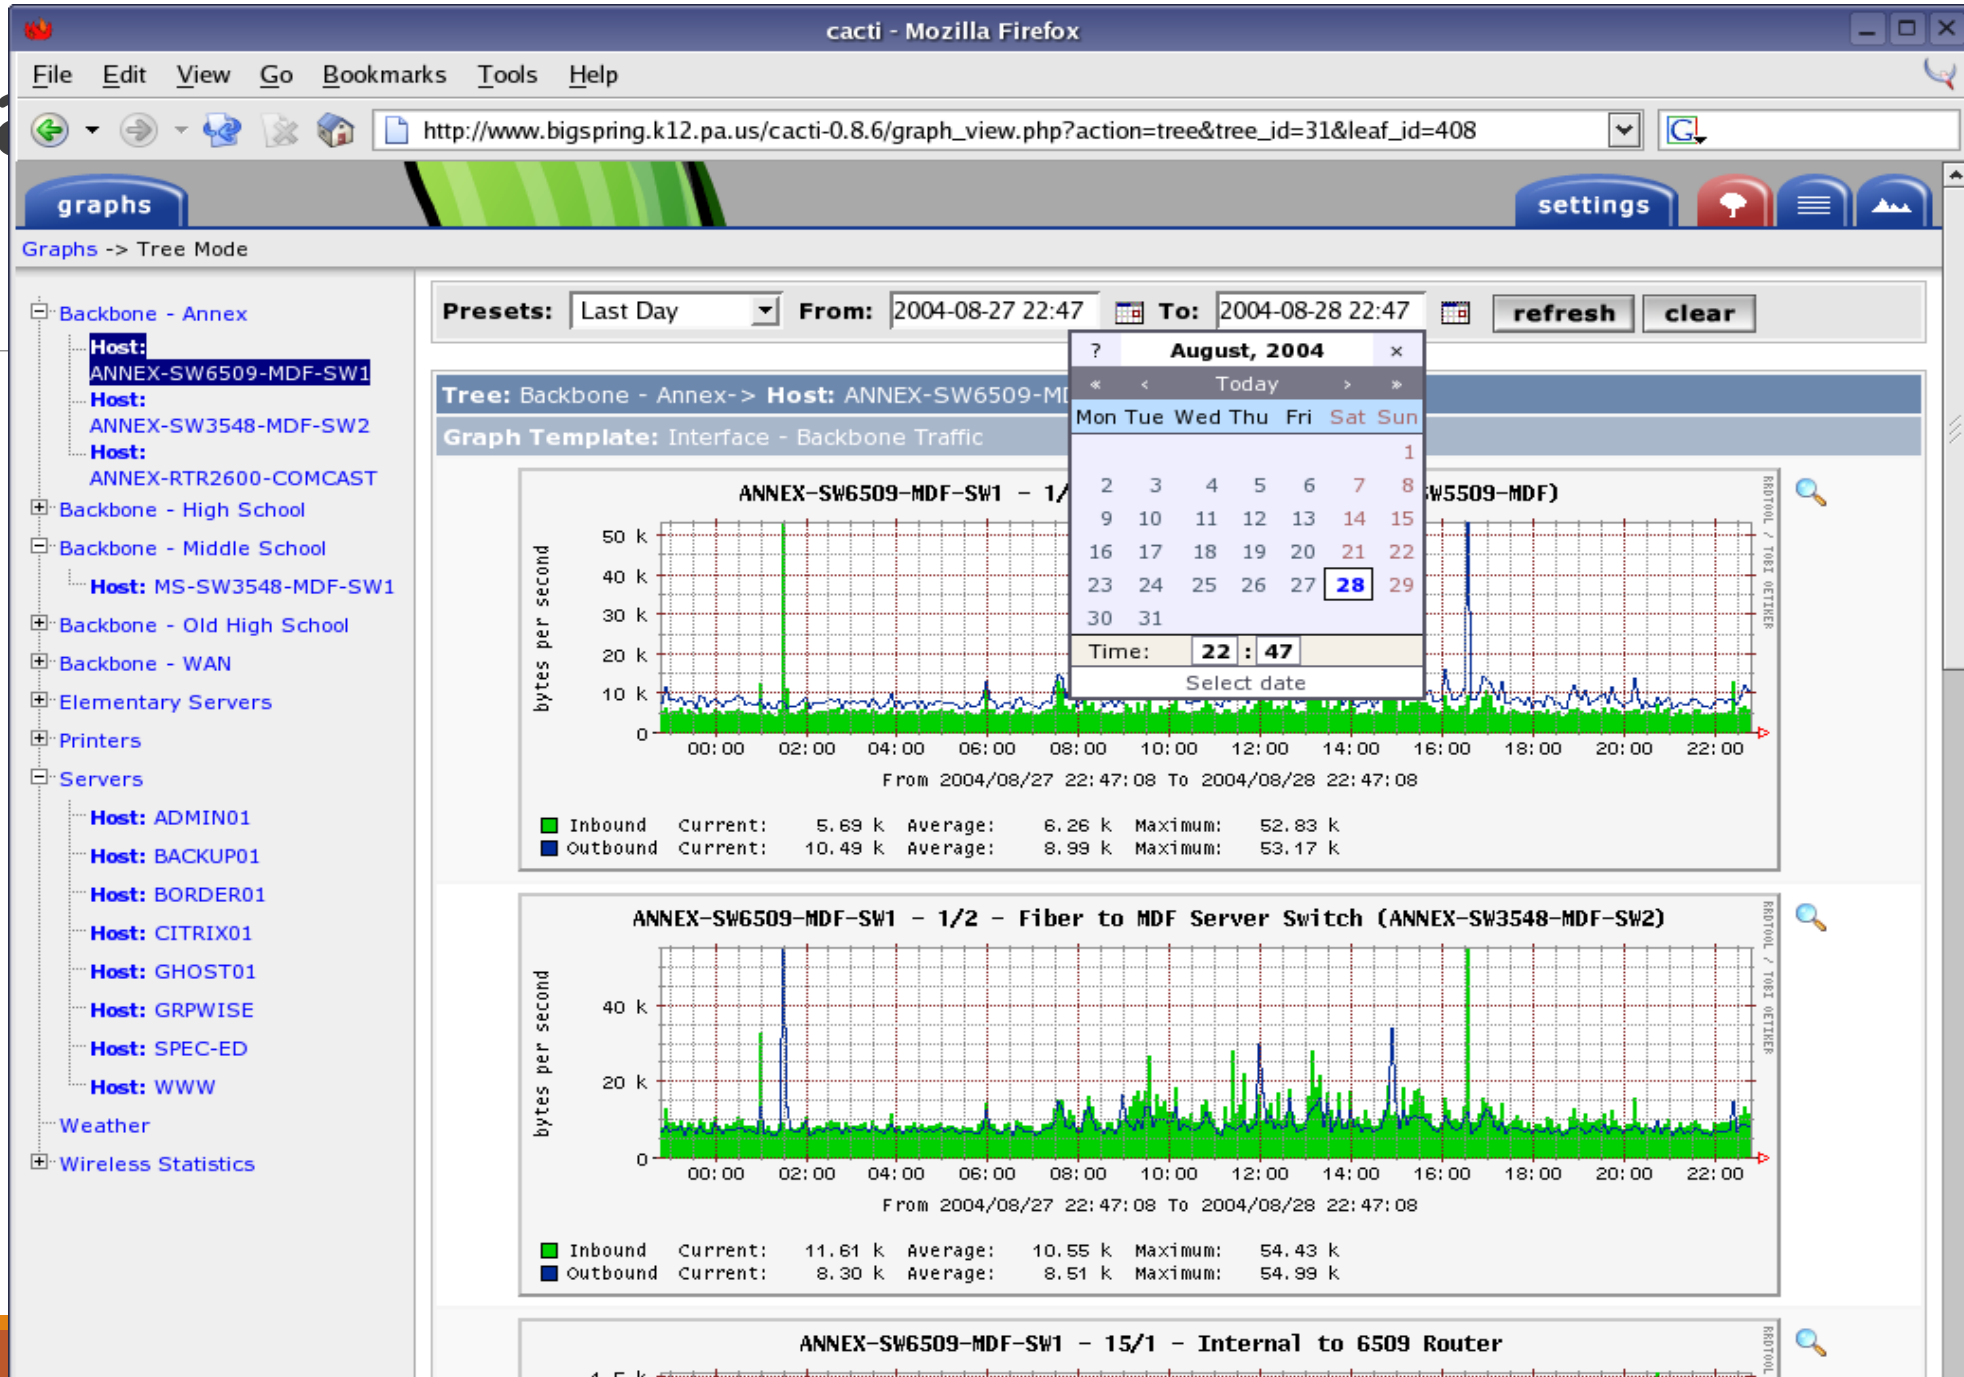 cacti - Mozilla Firefox
File Edit View Go Bookmarks Tools Help
http://www.bigspring.k12.pa.us/cacti-0.8.6/graph_view.php?action=tree&tree_id=31&leaf_id=408
G
graphs
settings
Graphs -> Tree Mode
Backbone - Annex
Host:
ANNEX-SW6509-MDF-SW1
Host:
ANNEX-SW3548-MDF-SW2
Host:
ANNEX-RTR2600-COMCAST
Backbone - High School
Backbone - Middle School
Host: MS-SW3548-MDF-SW1
Backbone - Old High School
Backbone - WAN
Elementary Servers
Printers
Servers
Host: ADMIN01
Host: BACKUP01
Host: BORDER01
Host: CITRIX01
Host: GHOST01
Host: GRPWISE
Host: SPEC-ED
Host: WWW
Weather
Wireless Statistics
Presets: Last Day From: 2004-08-27 22:47 To: 2004-08-28 22:47 refresh clear
Tree: Backbone - Annex-> Host: ANNEX-SW6509-MD
Graph Template: Interface - Backbone Traffic
? August, 2004 ×
« ‹ Today › »
Mon Tue Wed Thu Fri Sat Sun
1
2 3 4 5 6 7 8
9 10 11 12 13 14 15
16 17 18 19 20 21 22
23 24 25 26 27 28 29
30 31
Time: 22 : 47
Select date
ANNEX-SW6509-MDF-SW1 - 1/ SW5509-MDF)
RRDTOOL / TOBI OETIKER
bytes per second
50 k
40 k
30 k
20 k
10 k
0
00:00 02:00 04:00 06:00 08:00 10:00 12:00 14:00 16:00 18:00 20:00 22:00
From 2004/08/27 22:47:08 To 2004/08/28 22:47:08
Inbound Current: 5.69 k Average: 6.26 k Maximum: 52.83 k
Outbound Current: 10.49 k Average: 8.99 k Maximum: 53.17 k
ANNEX-SW6509-MDF-SW1 - 1/2 - Fiber to MDF Server Switch (ANNEX-SW3548-MDF-SW2)
RRDTOOL / TOBI OETIKER
bytes per second
40 k
20 k
0
00:00 02:00 04:00 06:00 08:00 10:00 12:00 14:00 16:00 18:00 20:00 22:00
From 2004/08/27 22:47:08 To 2004/08/28 22:47:08
Inbound Current: 11.61 k Average: 10.55 k Maximum: 54.43 k
Outbound Current: 8.30 k Average: 8.51 k Maximum: 54.99 k
ANNEX-SW6509-MDF-SW1 - 15/1 - Internal to 6509 Router
RRDTOOL